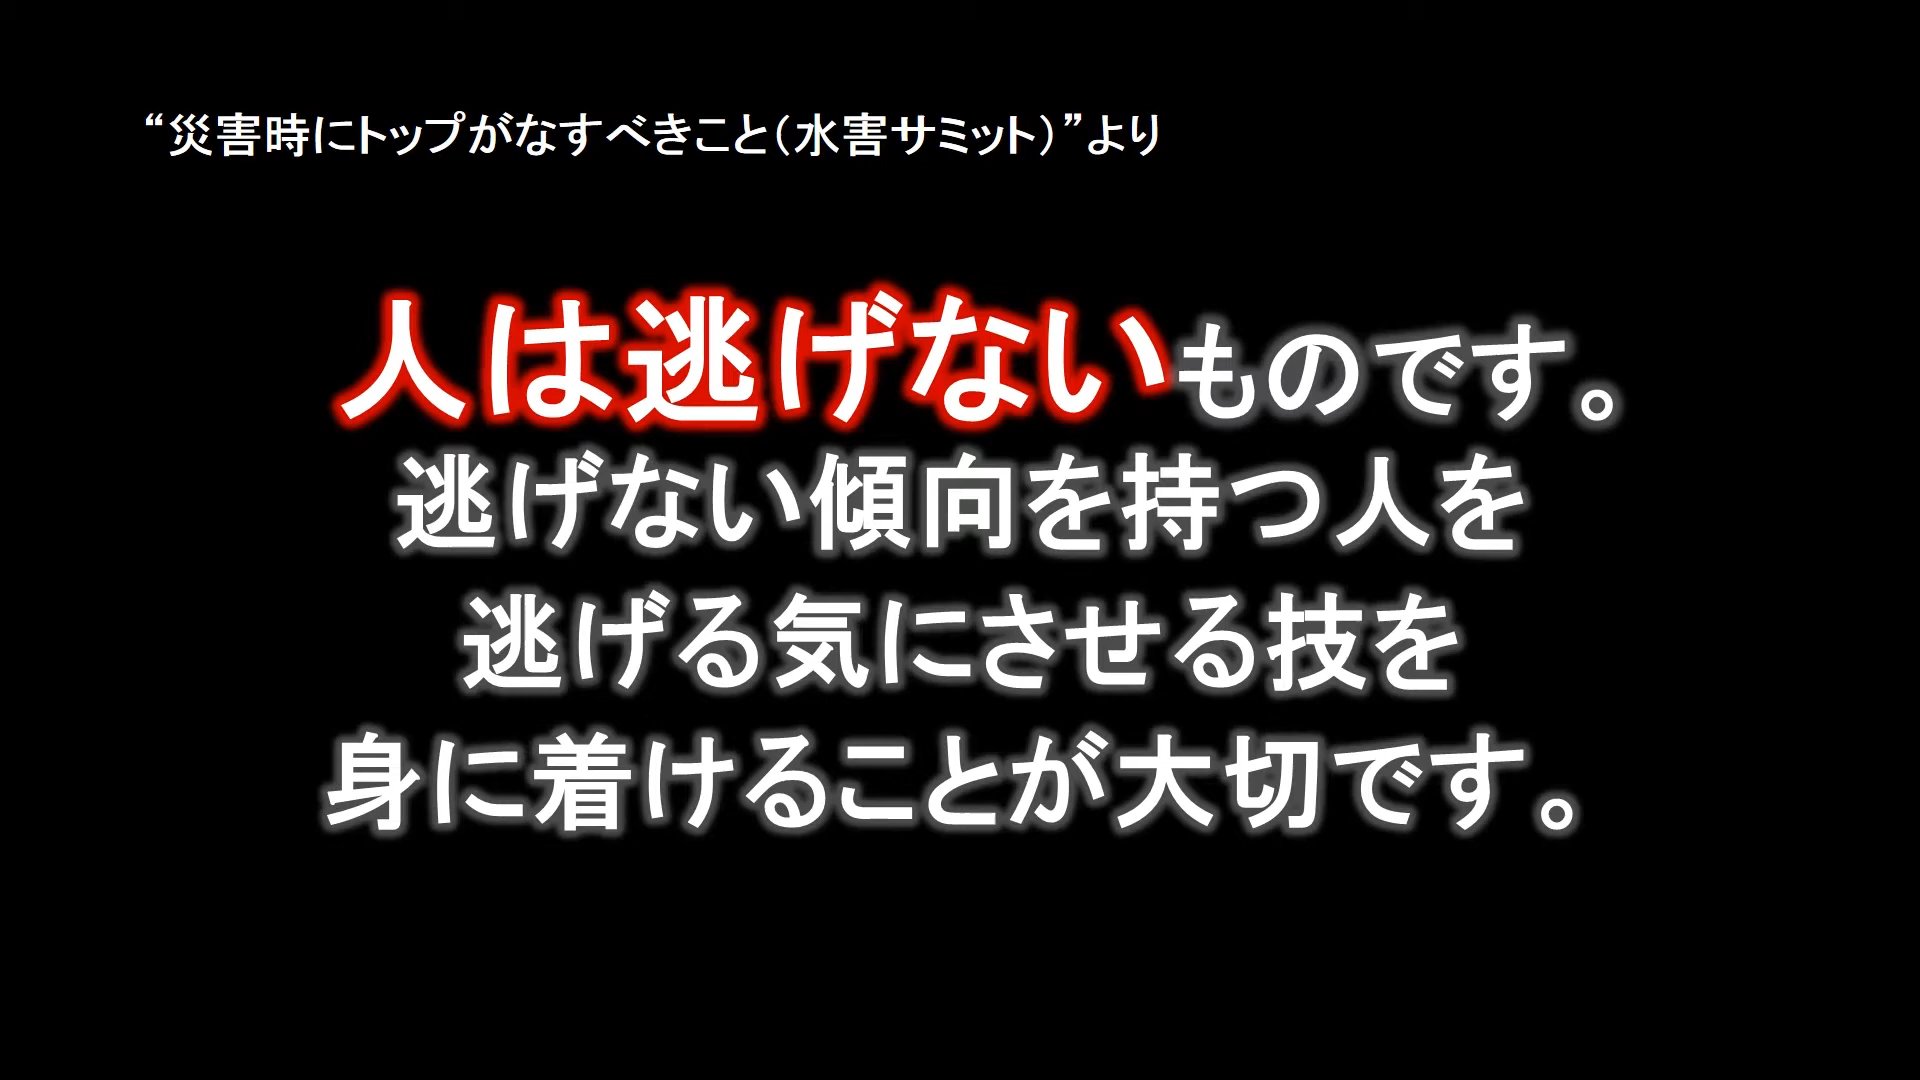 “災害時にトップがなすべきこと（水害サミット）”より
人は逃げないものです。
逃げない傾向を持つ人を
逃げる気にさせる技を
身に着けることが大切です。